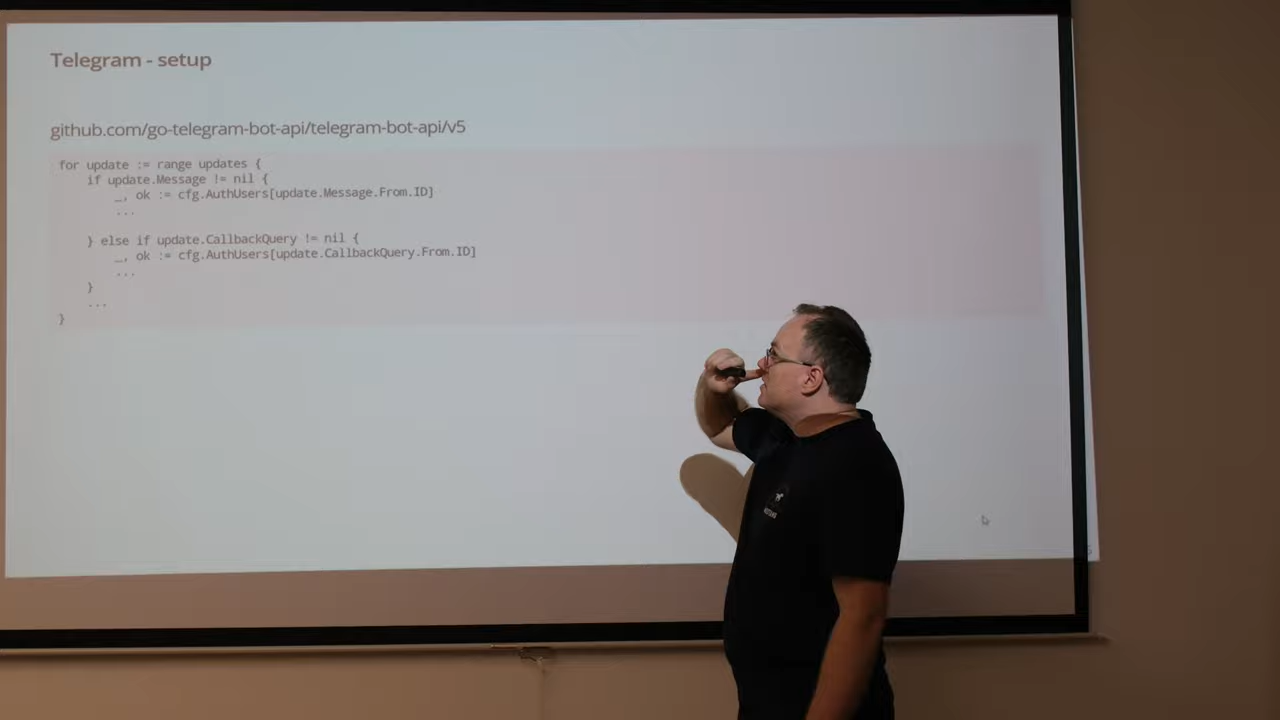 Telegram - setup
github.com/go-telegram-bot-api/telegram-bot-api/v5
for update := range updates {
if update.Message != nil {
_, ok := cfg.AuthUsers[update.Message.From.ID]
...
} else if update.CallbackQuery != nil {
_, ok := cfg.AuthUsers[update.CallbackQuery.From.ID]
...
}
...
}